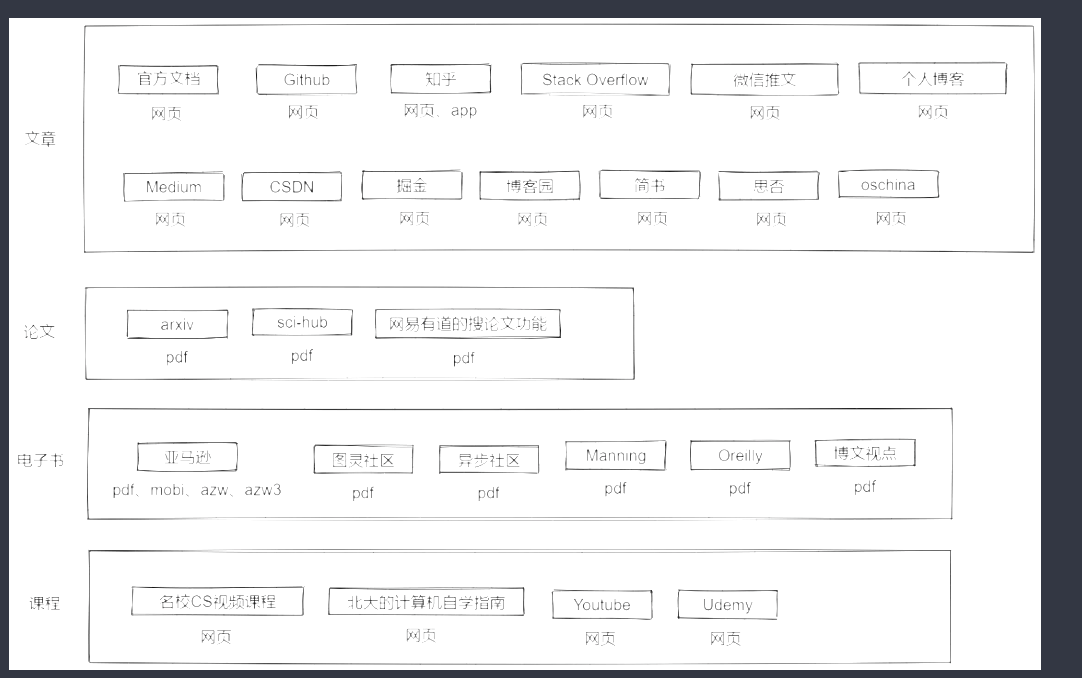 官方文档 Github 知乎 Stack Overflow 微信推文 个人博客
网页 网页 网页、app 网页 网页 网页
文章
Medium CSDN 掘金 博客园 简书 思否 oschina
网页 网页 网页 网页 网页 网页 网页
论文 arxiv sci-hub 网易有道的搜论文功能
pdf pdf pdf
电子书 亚马逊 图灵社区 异步社区 Manning Oreilly 博文视点
pdf、mobi、azw、azw3 pdf pdf pdf pdf pdf
课程 名校CS视频课程 北大的计算机自学指南 Youtube Udemy
网页 网页 网页 网页